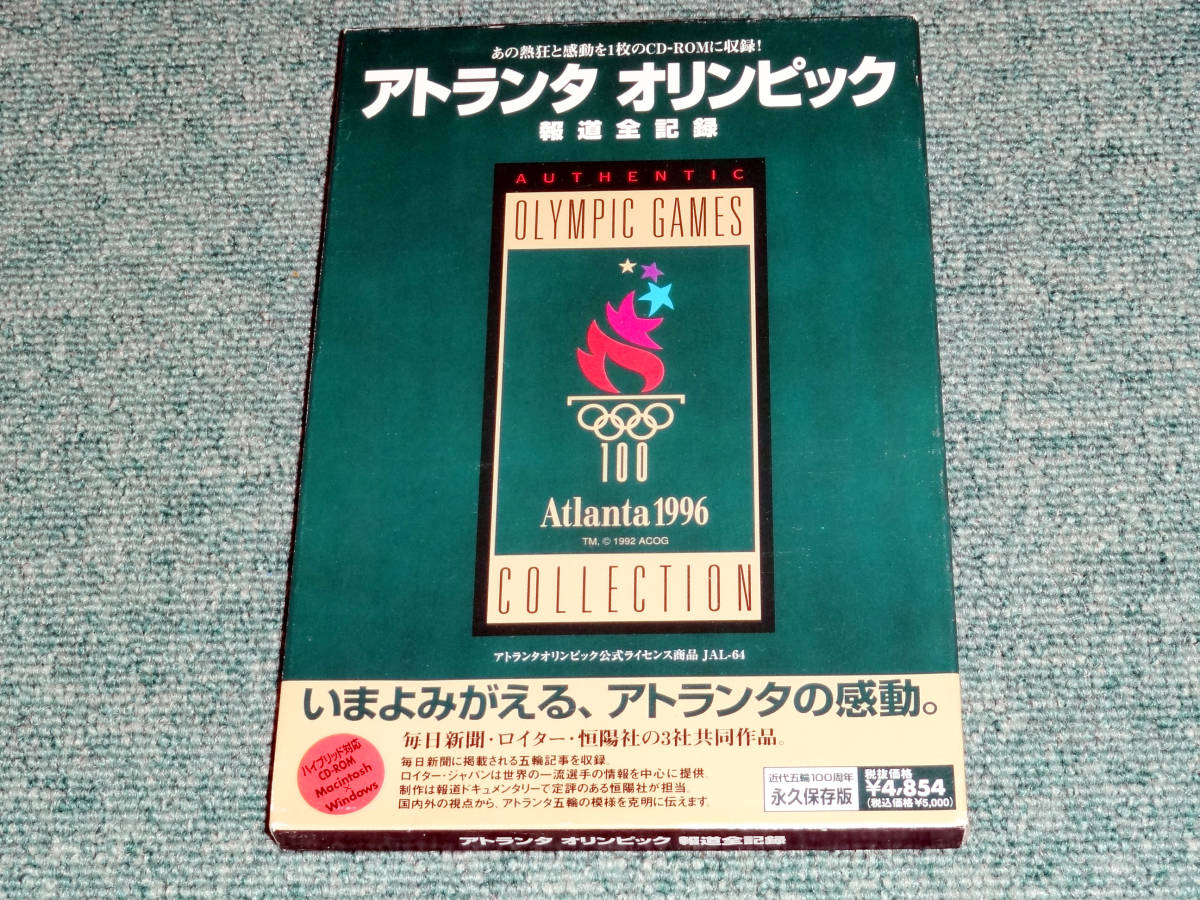 あの熱狂と感動を1枚のCD-ROMに収録！
アトランタ オリンピック
報道全記録
AUTHENTIC
OLYMPIC GAMES
100
Atlanta 1996
TM, © 1992 ACOG
COLLECTION
アトランタオリンピック公式ライセンス商品 JAL-64
いまよみがえる、アトランタの感動。
毎日新聞・ロイター・恒陽社の3社共同作品。
ハイブリッド対応
CD-ROM
Macintosh
×
Windows
毎日新聞に掲載される五輪記事を収録。
ロイター・ジャパンは世界の一流選手の情報を中心に提供。
制作は報道ドキュメンタリーで定評のある恒陽社が担当。
国内外の視点から、アトランタ五輪の模様を克明に伝えます。
近代五輪100周年
永久保存版
税抜価格
¥4,854
(税込価格¥5,000)
アトランタ オリンピック 報道全記録